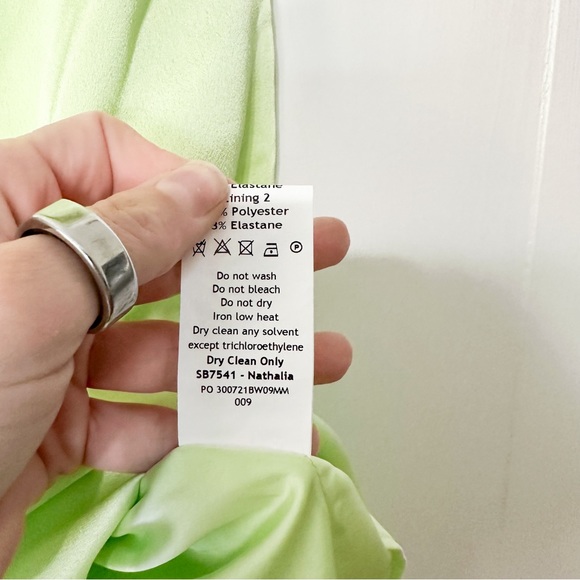 Elastane
Lining 2
% Polyester
3% Elastane
P
Do not wash
Do not bleach
Do not dry
Iron low heat
Dry clean any solvent
except trichloroethylene
Dry Clean Only
SB7541 - Nathalia
PO 300721BW09MM
009